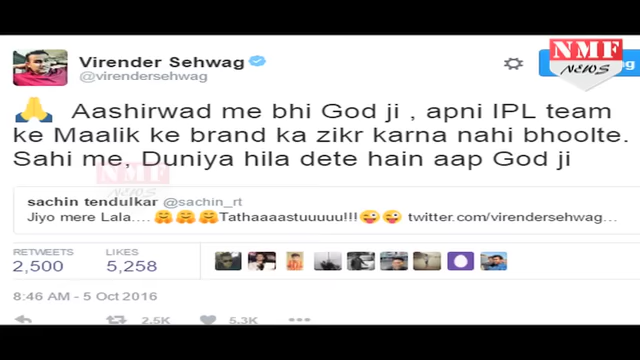 NMF
NEWS
Virender Sehwag
@virendersehwag
🙏 Aashirwad me bhi God ji , apni IPL team
ke Maalik ke brand ka zikr karna nahi bhoolte.
Sahi me, Duniya hila dete hain aap God ji
NMF
NEWS
sachin tendulkar @sachin_rt
Jiyo mere Lala.... 🤗🤗🤗Tathaaaastuuuuu!!!😜😜 twitter.com/virendersehwag...
RETWEETS
2,500
LIKES
5,258
8:46 AM - 5 Oct 2016
2.5K
5.3K